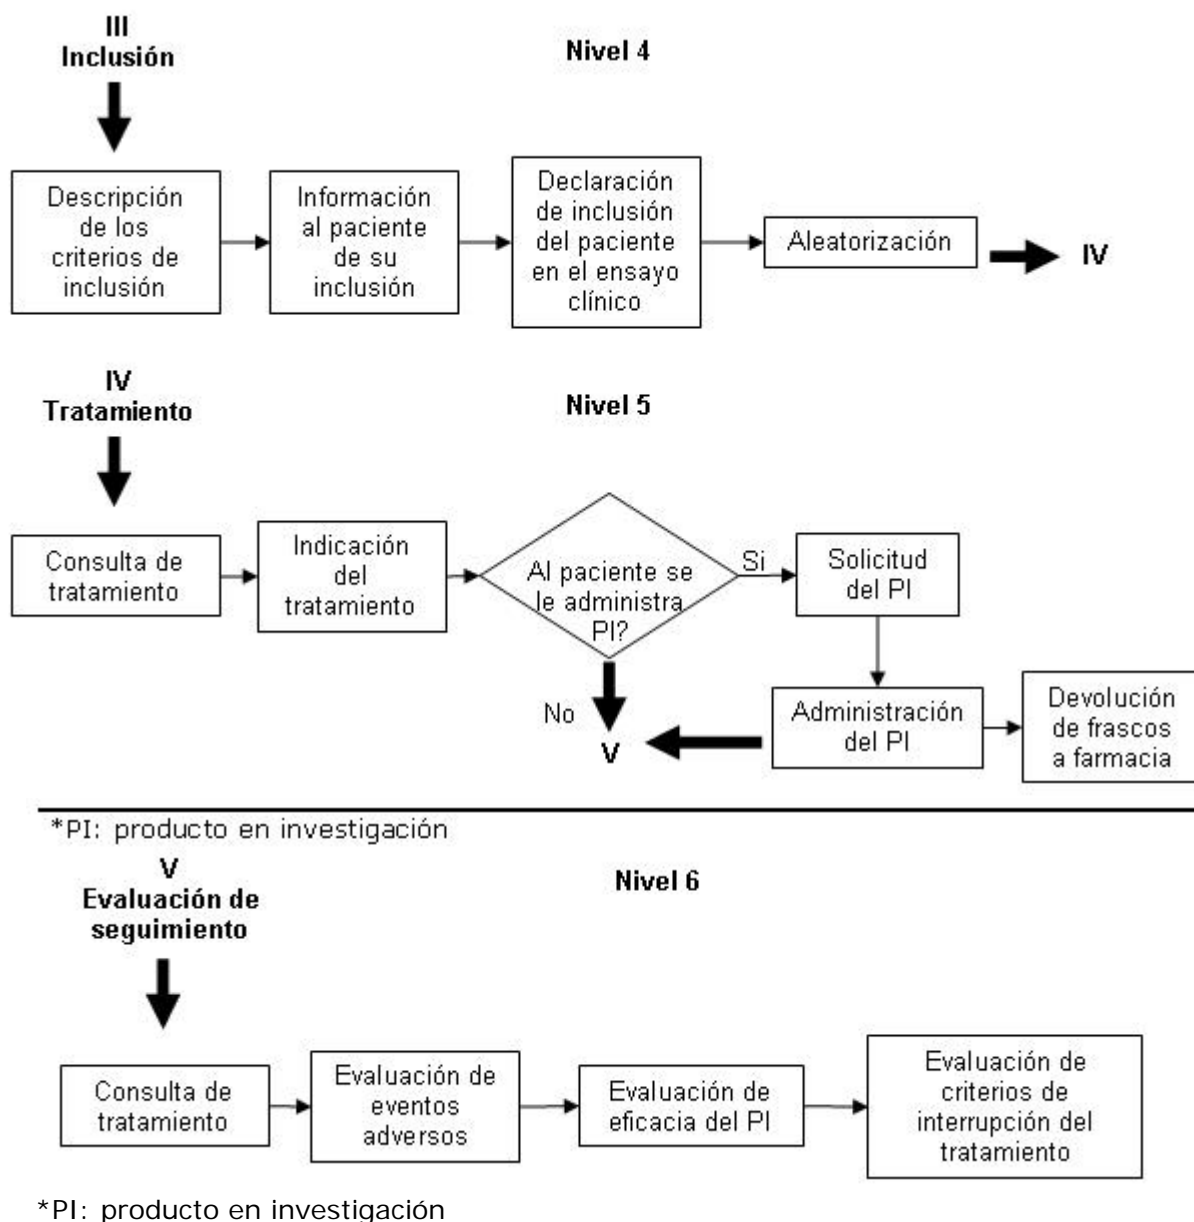 III
Inclusión
Nivel 4
Descripción
de los
criterios de
inclusión
Información
al paciente
de su
inclusión
Declaración
de inclusión
del paciente
en el ensayo
clínico
Aleatorización
IV
IV
Tratamiento
Nivel 5
Consulta de
tratamiento
Indicación
del
tratamiento
Al paciente se
le administra
PI?
Si
Solicitud
del PI
No
V
Administración
del PI
Devolución
de frascos
a farmacia
*PI: producto en investigación
V
Evaluación de
seguimiento
Nivel 6
Consulta de
tratamiento
Evaluación de
eventos
adversos
Evaluación de
eficacia del PI
Evaluación de
criterios de
interrupción del
tratamiento
*PI: producto en investigación